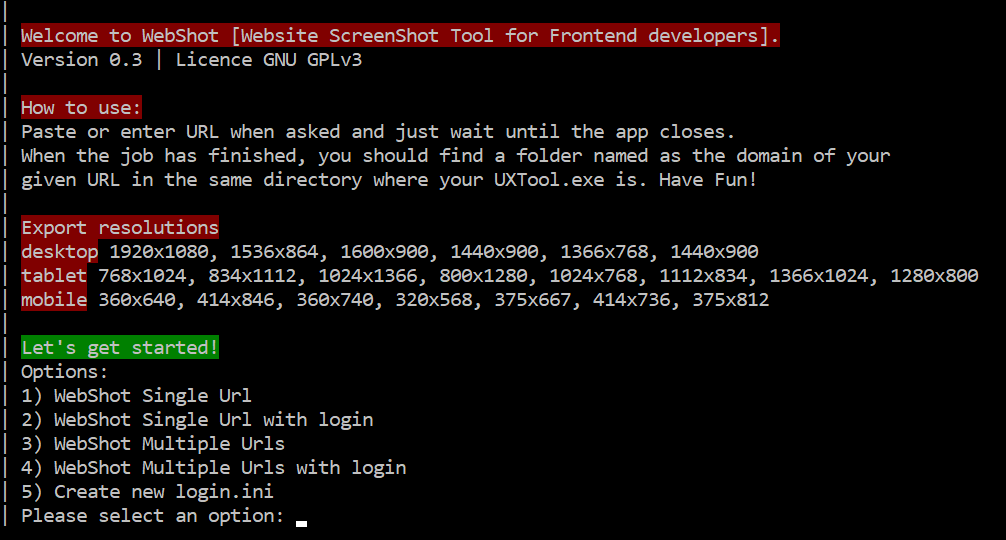 Welcome to WebShot [Website ScreenShot Tool for Frontend developers].
Version 0.3 | Licence GNU GPLv3
How to use:
Paste or enter URL when asked and just wait until the app closes.
When the job has finished, you should find a folder named as the domain of your
given URL in the same directory where your UXTool.exe is. Have Fun!
Export resolutions
desktop 1920x1080, 1536x864, 1600x900, 1440x900, 1366x768, 1440x900
tablet 768x1024, 834x1112, 1024x1366, 800x1280, 1024x768, 1112x834, 1366x1024, 1280x800
mobile 360x640, 414x846, 360x740, 320x568, 375x667, 414x736, 375x812
Let's get started!
Options:
1) WebShot Single Url
2) WebShot Single Url with login
3) WebShot Multiple Urls
4) WebShot Multiple Urls with login
5) Create new login.ini
Please select an option: